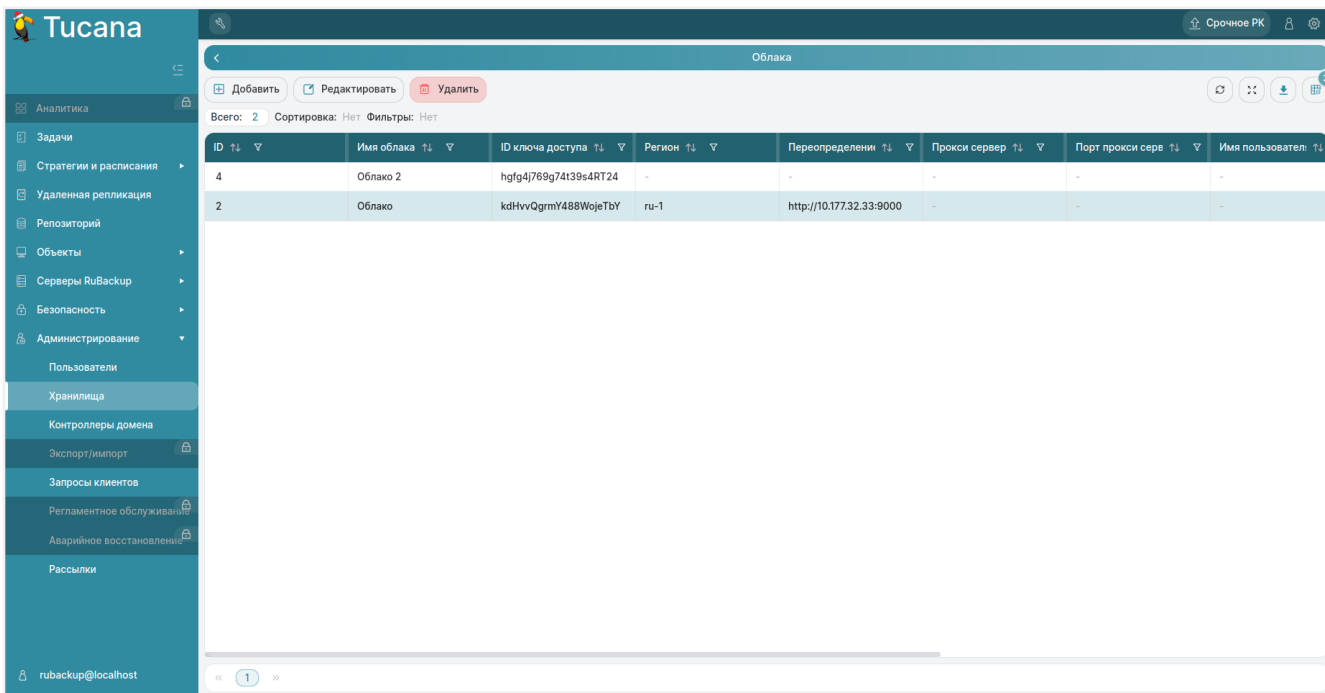 Tucana
Срочное РК
Облака
Добавить Редактировать Удалить
Всего: 2 Сортировка: Нет Фильтры: Нет
ID Имя облака ID ключа доступа Регион Переопределени Прокси сервер Порт прокси серв Имя пользовател
4 Облако 2 hgfg4j769g74t39s4RT24 - - - - -
2 Облако kdHvvQgrmY488WojeTbY ru-1 http://10.177.32.33:9000 - - -
Аналитика
Задачи
Стратегии и расписания
Удаленная репликация
Репозиторий
Объекты
Серверы RuBackup
Безопасность
Администрирование
Пользователи
Хранилища
Контроллеры домена
Экспорт/импорт
Запросы клиентов
Регламентное обслуживание
Аварийное восстановление
Рассылки
rubackup@localhost
« 1 »